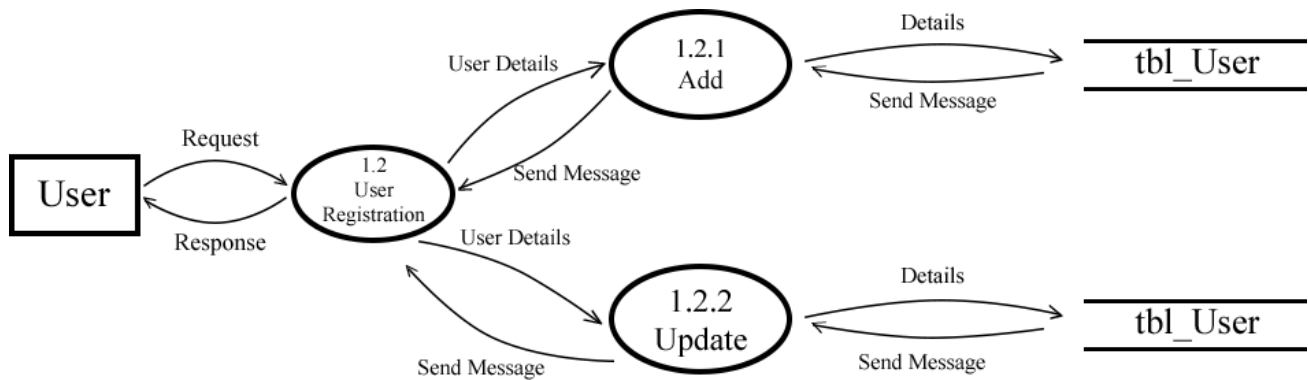 Details
1.2.1
Add
tbl_User
User Details
Send Message
Request
1.2
User
Registration
Send Message
User
Response
User Details
Details
1.2.2
Update
tbl_User
Send Message
Send Message